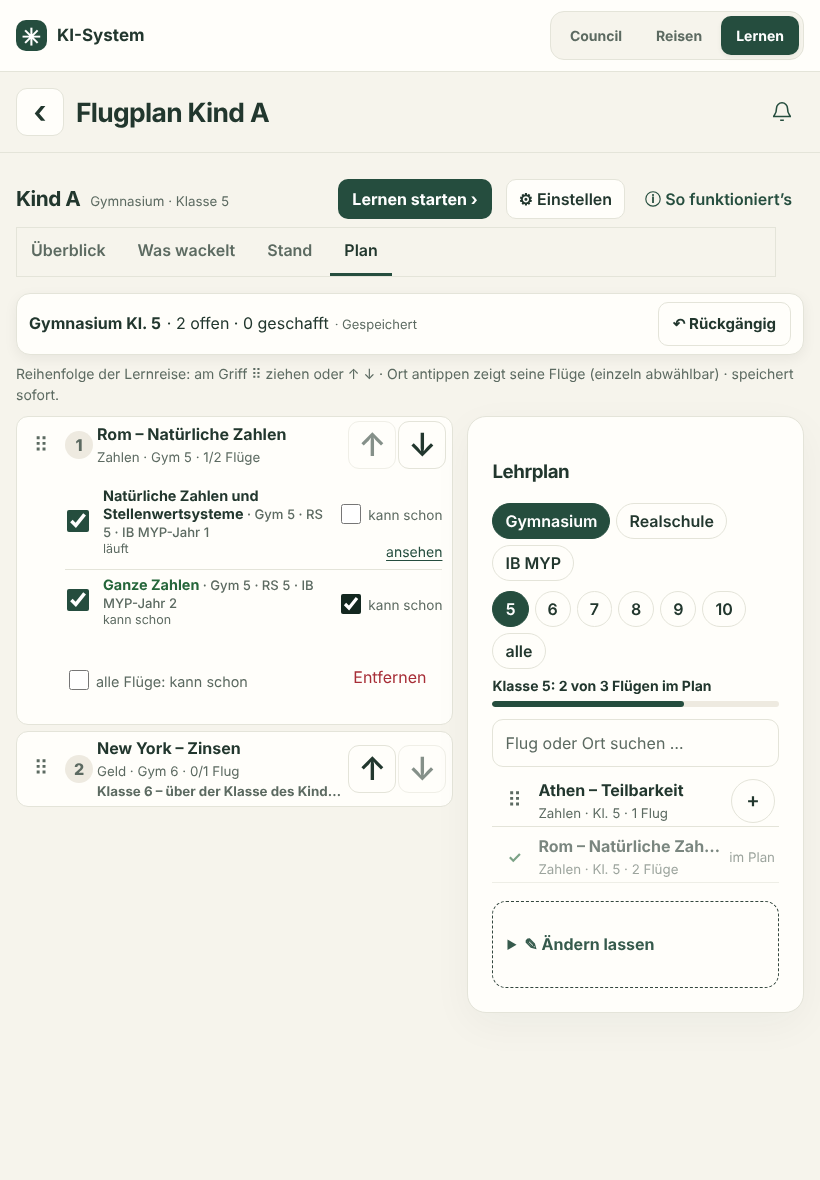 KI-System
Council Reisen Lernen
‹ Flugplan Kind A
Kind A Gymnasium · Klasse 5
Lernen starten ›
⚙ Einstellen
ⓘ So funktioniert’s
Überblick Was wackelt Stand Plan
Gymnasium Kl. 5 · 2 offen · 0 geschafft · Gespeichert
↶ Rückgängig
Reihenfolge der Lernreise: am Griff ⠿ ziehen oder ↑ ↓ · Ort antippen zeigt seine Flüge (einzeln abwählbar) · speichert
sofort.
⠿ 1 Rom – Natürliche Zahlen
Zahlen · Gym 5 · 1/2 Flüge
↑ ↓
Natürliche Zahlen und
Stellenwertsysteme · Gym 5 · RS
5 · IB MYP-Jahr 1
läuft
kann schon
ansehen
Ganze Zahlen · Gym 5 · RS 5 · IB
MYP-Jahr 2
kann schon
kann schon
alle Flüge: kann schon
Entfernen
⠿ 2 New York – Zinsen
Geld · Gym 6 · 0/1 Flug
Klasse 6 – über der Klasse des Kind…
↑ ↓
Lehrplan
Gymnasium Realschule
IB MYP
5 6 7 8 9 10
alle
Klasse 5: 2 von 3 Flügen im Plan
Flug oder Ort suchen …
⠿ Athen – Teilbarkeit
Zahlen · Kl. 5 · 1 Flug
+
✓ Rom – Natürliche Zah…
Zahlen · Kl. 5 · 2 Flüge
im Plan
▶ ✎ Ändern lassen